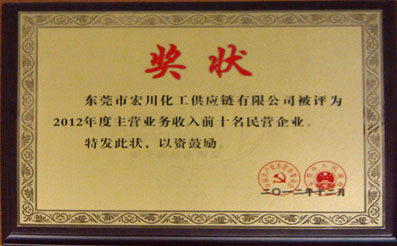 奖状
东莞市宏川化工供应链有限公司被评为
2012年度主营业务收入前十名民营企业。
特发此状，以资鼓励。
二〇一二年十二月